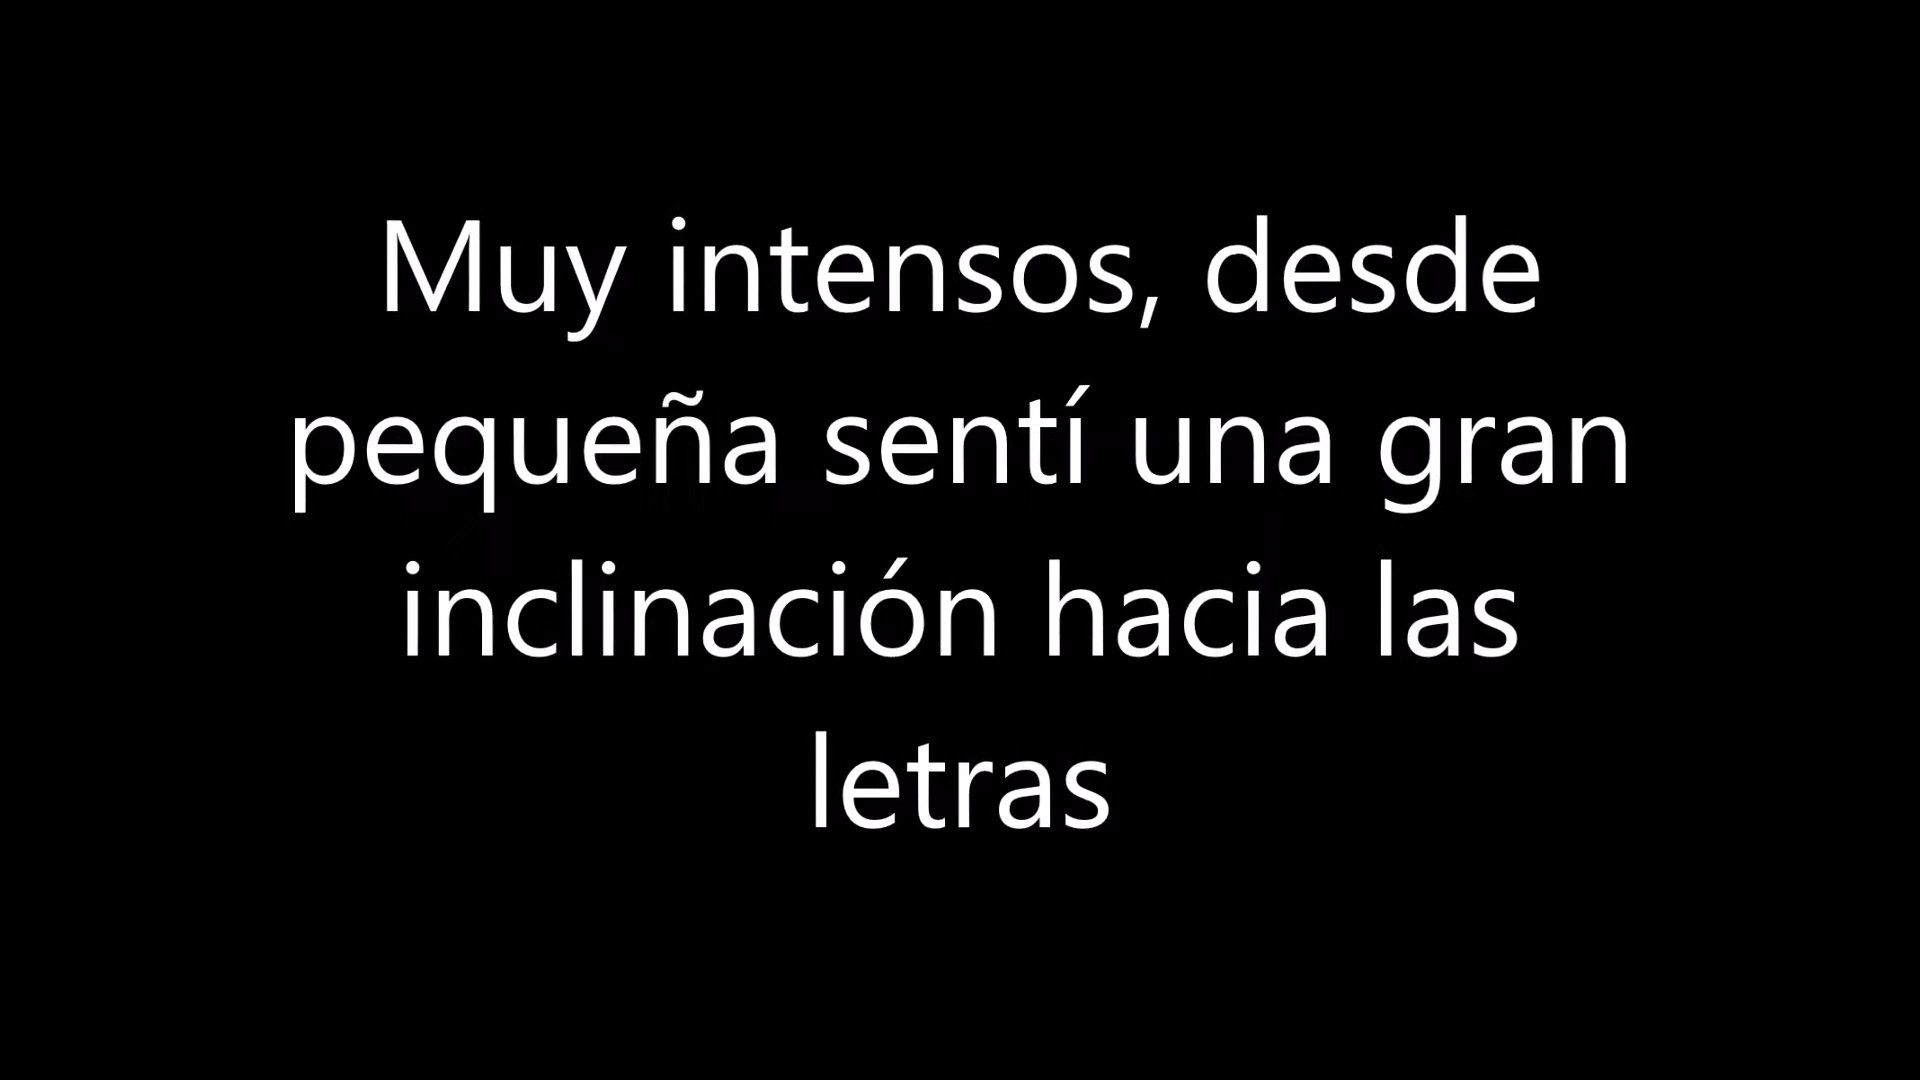 Muy intensos, desde
pequeña sentí una gran
inclinación hacia las
letras